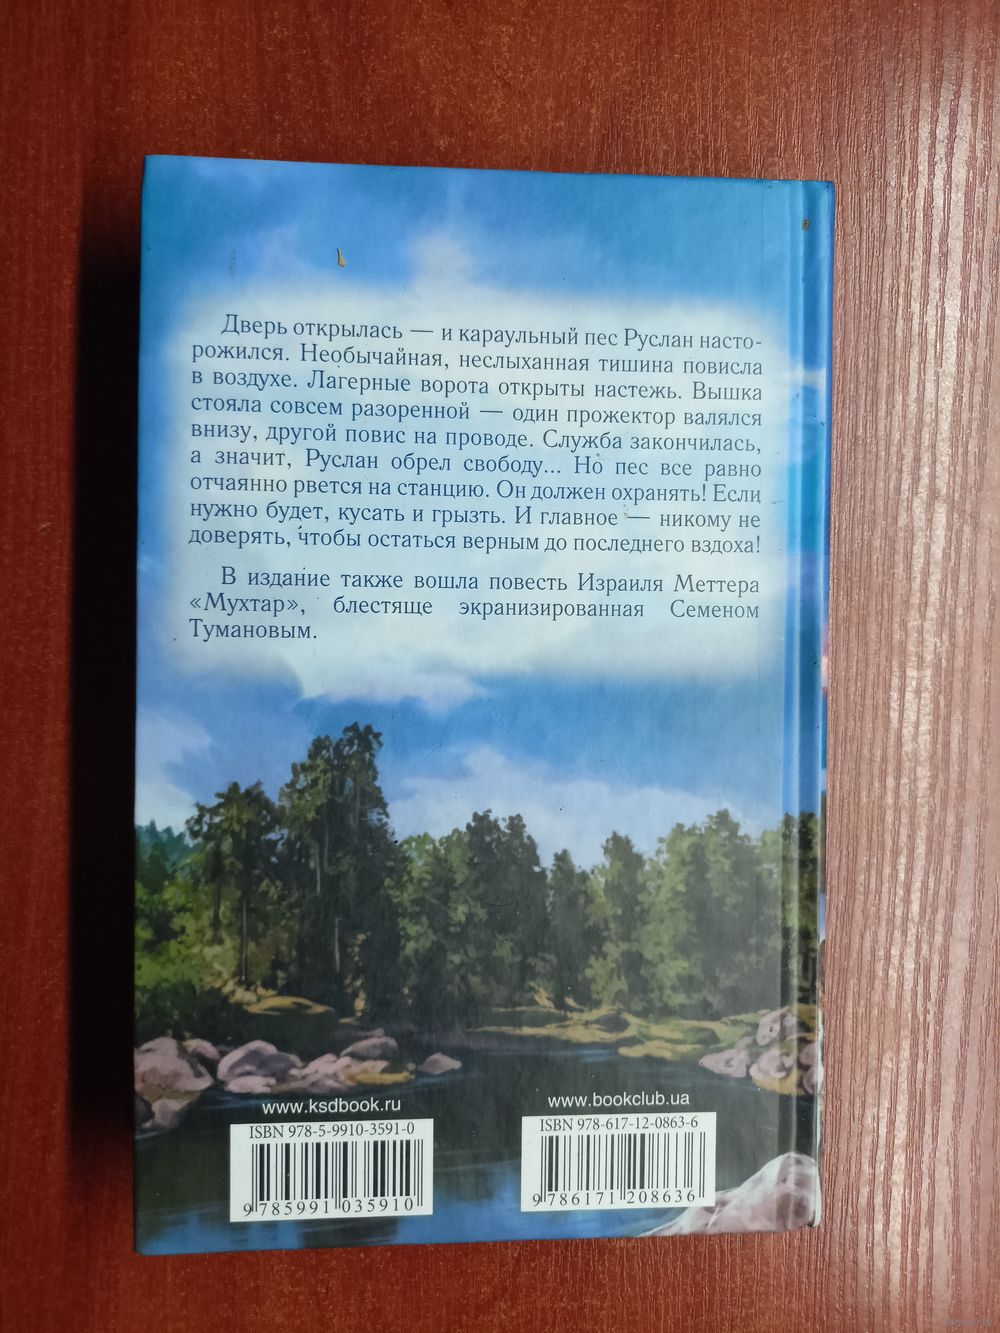 Дверь открылась — и караульный пес Руслан насто-
рожился. Необычайная, неслыханная тишина повисла
в воздухе. Лагерные ворота открыты настежь. Вышка
стояла совсем разоренной — один прожектор валялся
внизу, другой повис на проводе. Служба закончилась,
а значит, Руслан обрел свободу... Но пес все равно
отчаянно рвется на станцию. Он должен охранять! Если
нужно будет, кусать и грызть. И главное — никому не
доверять, чтобы остаться верным до последнего вздоха!
В издание также вошла повесть Израиля Меттера
«Мухтар», блестяще экранизированная Семеном
Тумановым.
www.ksdbook.ru
ISBN 978-5-9910-3591-0
9 785991 035910
www.bookclub.ua
ISBN 978-617-12-0863-6
9 786171 208636